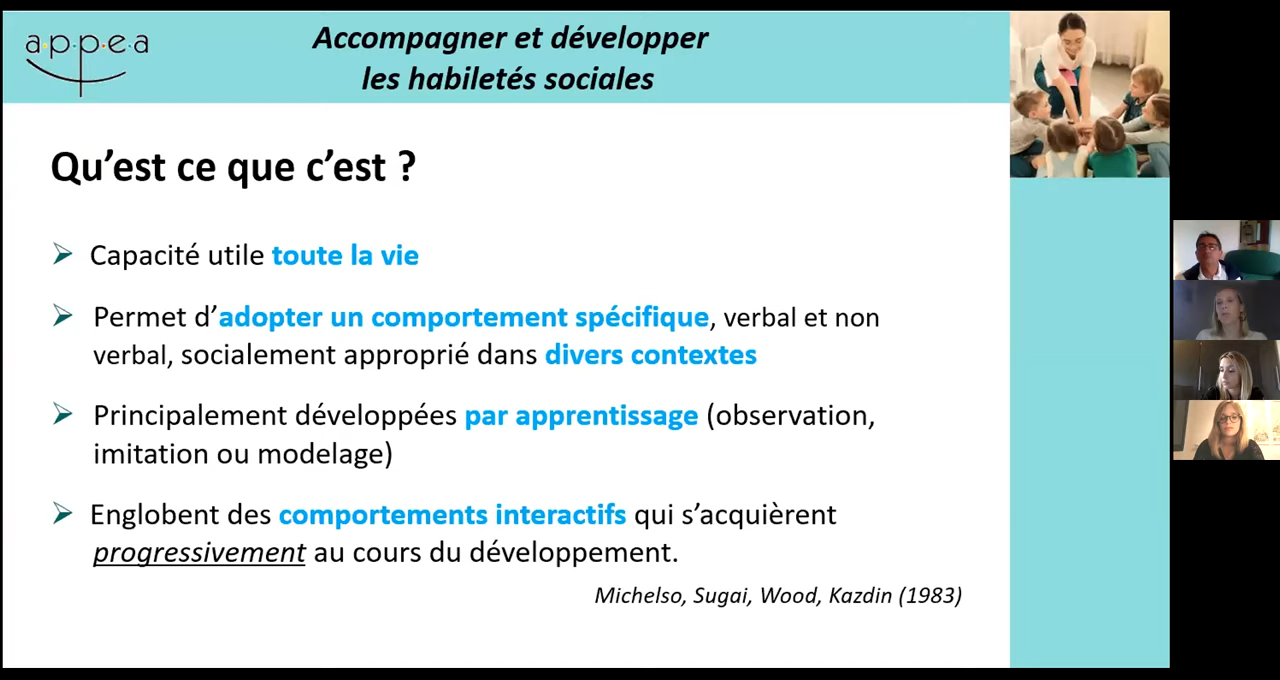 a·p·p·e·a
Accompagner et développer
les habiletés sociales
Qu’est ce que c’est ?
Capacité utile toute la vie
Permet d’adopter un comportement spécifique, verbal et non
verbal, socialement approprié dans divers contextes
Principalement développées par apprentissage (observation,
imitation ou modelage)
Englobent des comportements interactifs qui s’acquièrent
progressivement au cours du développement.
Michelso, Sugai, Wood, Kazdin (1983)